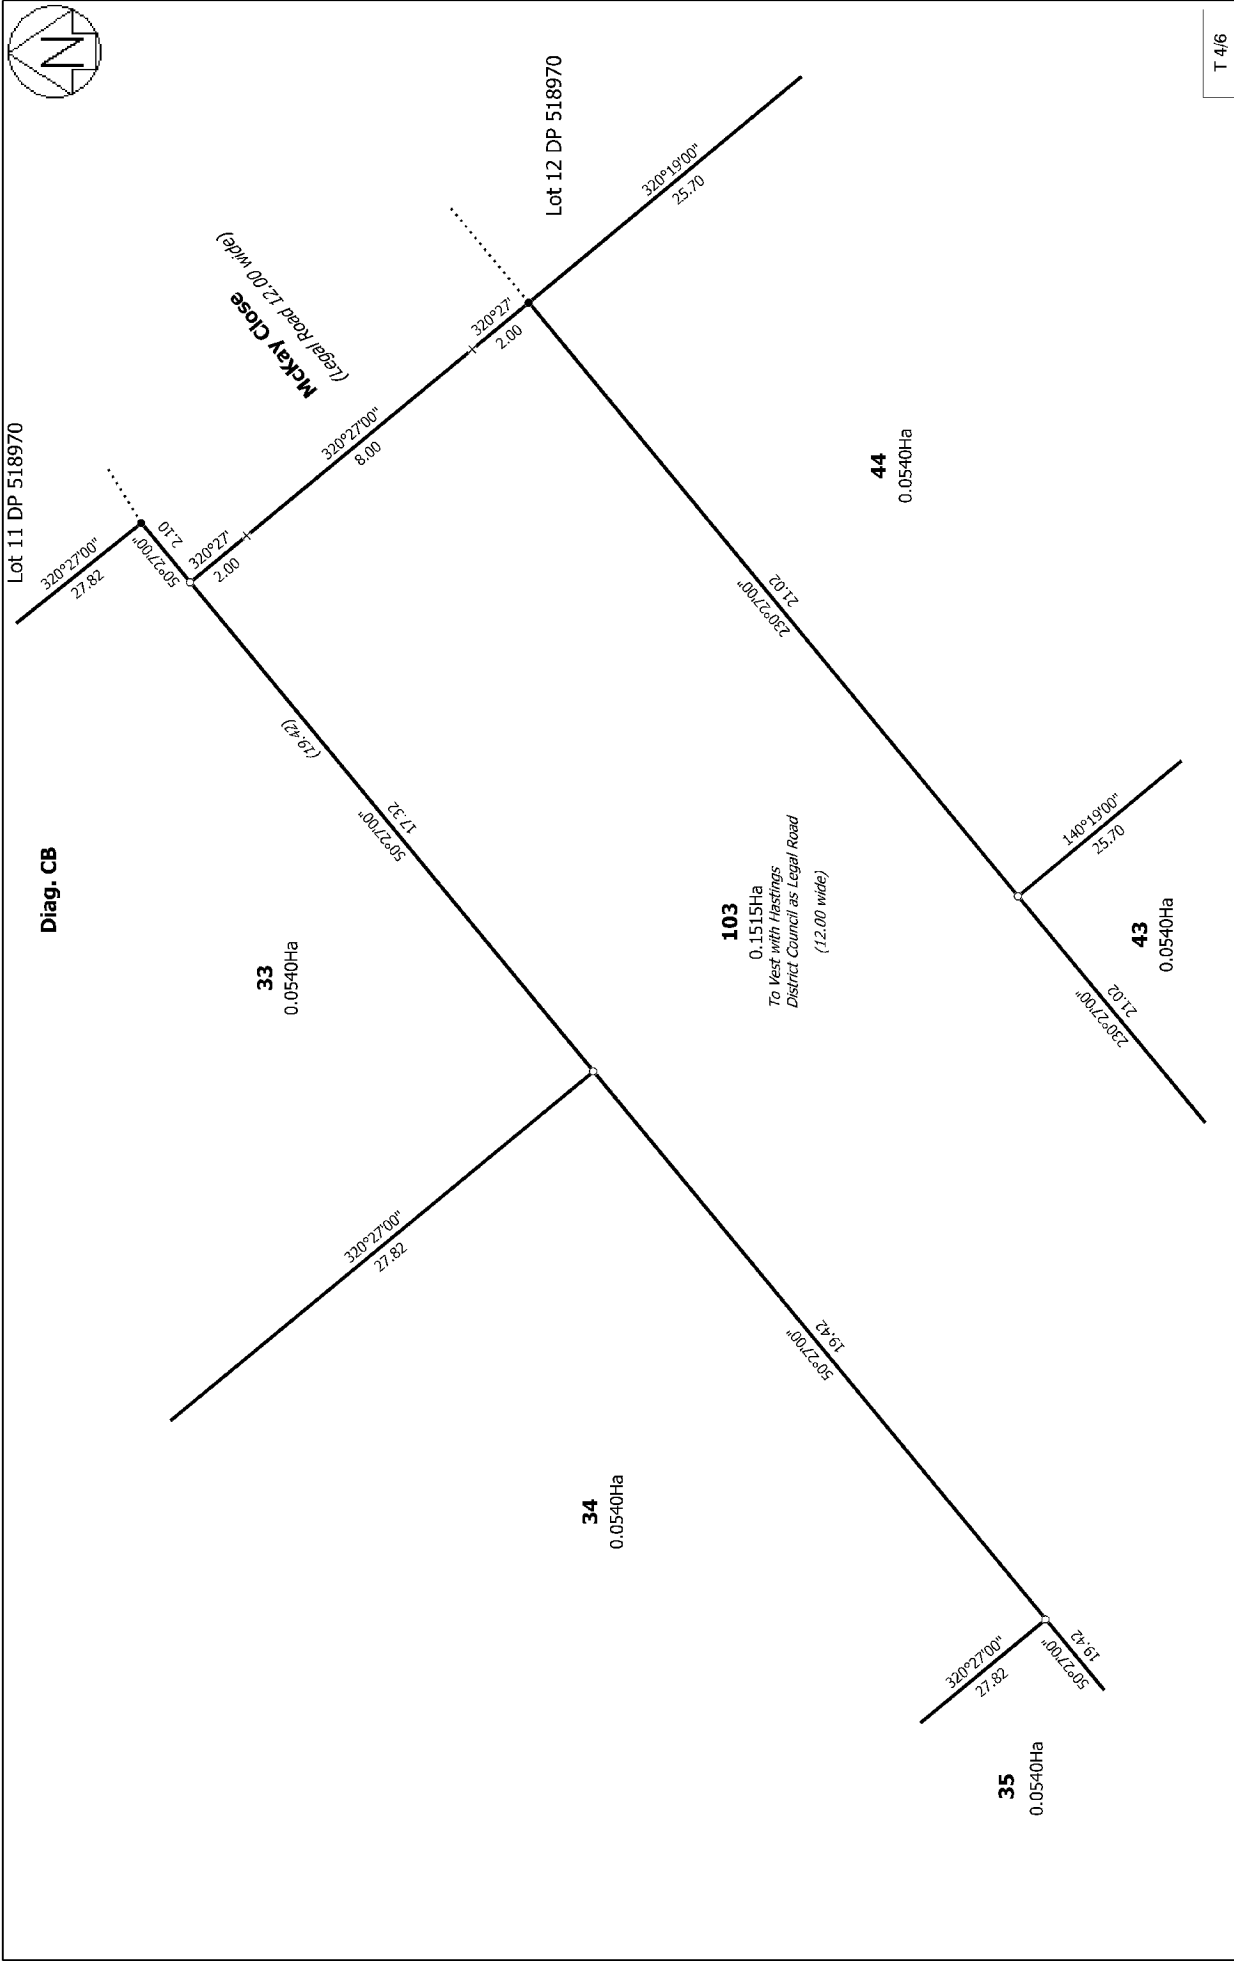 Diag. CB
Lot 11 DP 518970
320°27'00"
27.82
50°27'00"
2.10
320°27'
2.00
McKay Close
(Legal Road 12.00 wide)
320°27'00"
8.00
320°27'
2.00
Lot 12 DP 518970
320°19'00"
25.70
(19.42)
50°27'00"
17.32
33
0.0540Ha
44
0.0540Ha
230°27'00"
21.02
103
0.1515Ha
To Vest with Hastings
District Council as Legal Road
(12.00 wide)
140°19'00"
25.70
43
0.0540Ha
230°27'00"
21.02
320°27'00"
27.82
34
0.0540Ha
50°27'00"
19.42
320°27'00"
27.82
50°27'00"
19.42
35
0.0540Ha
N
T 4/6